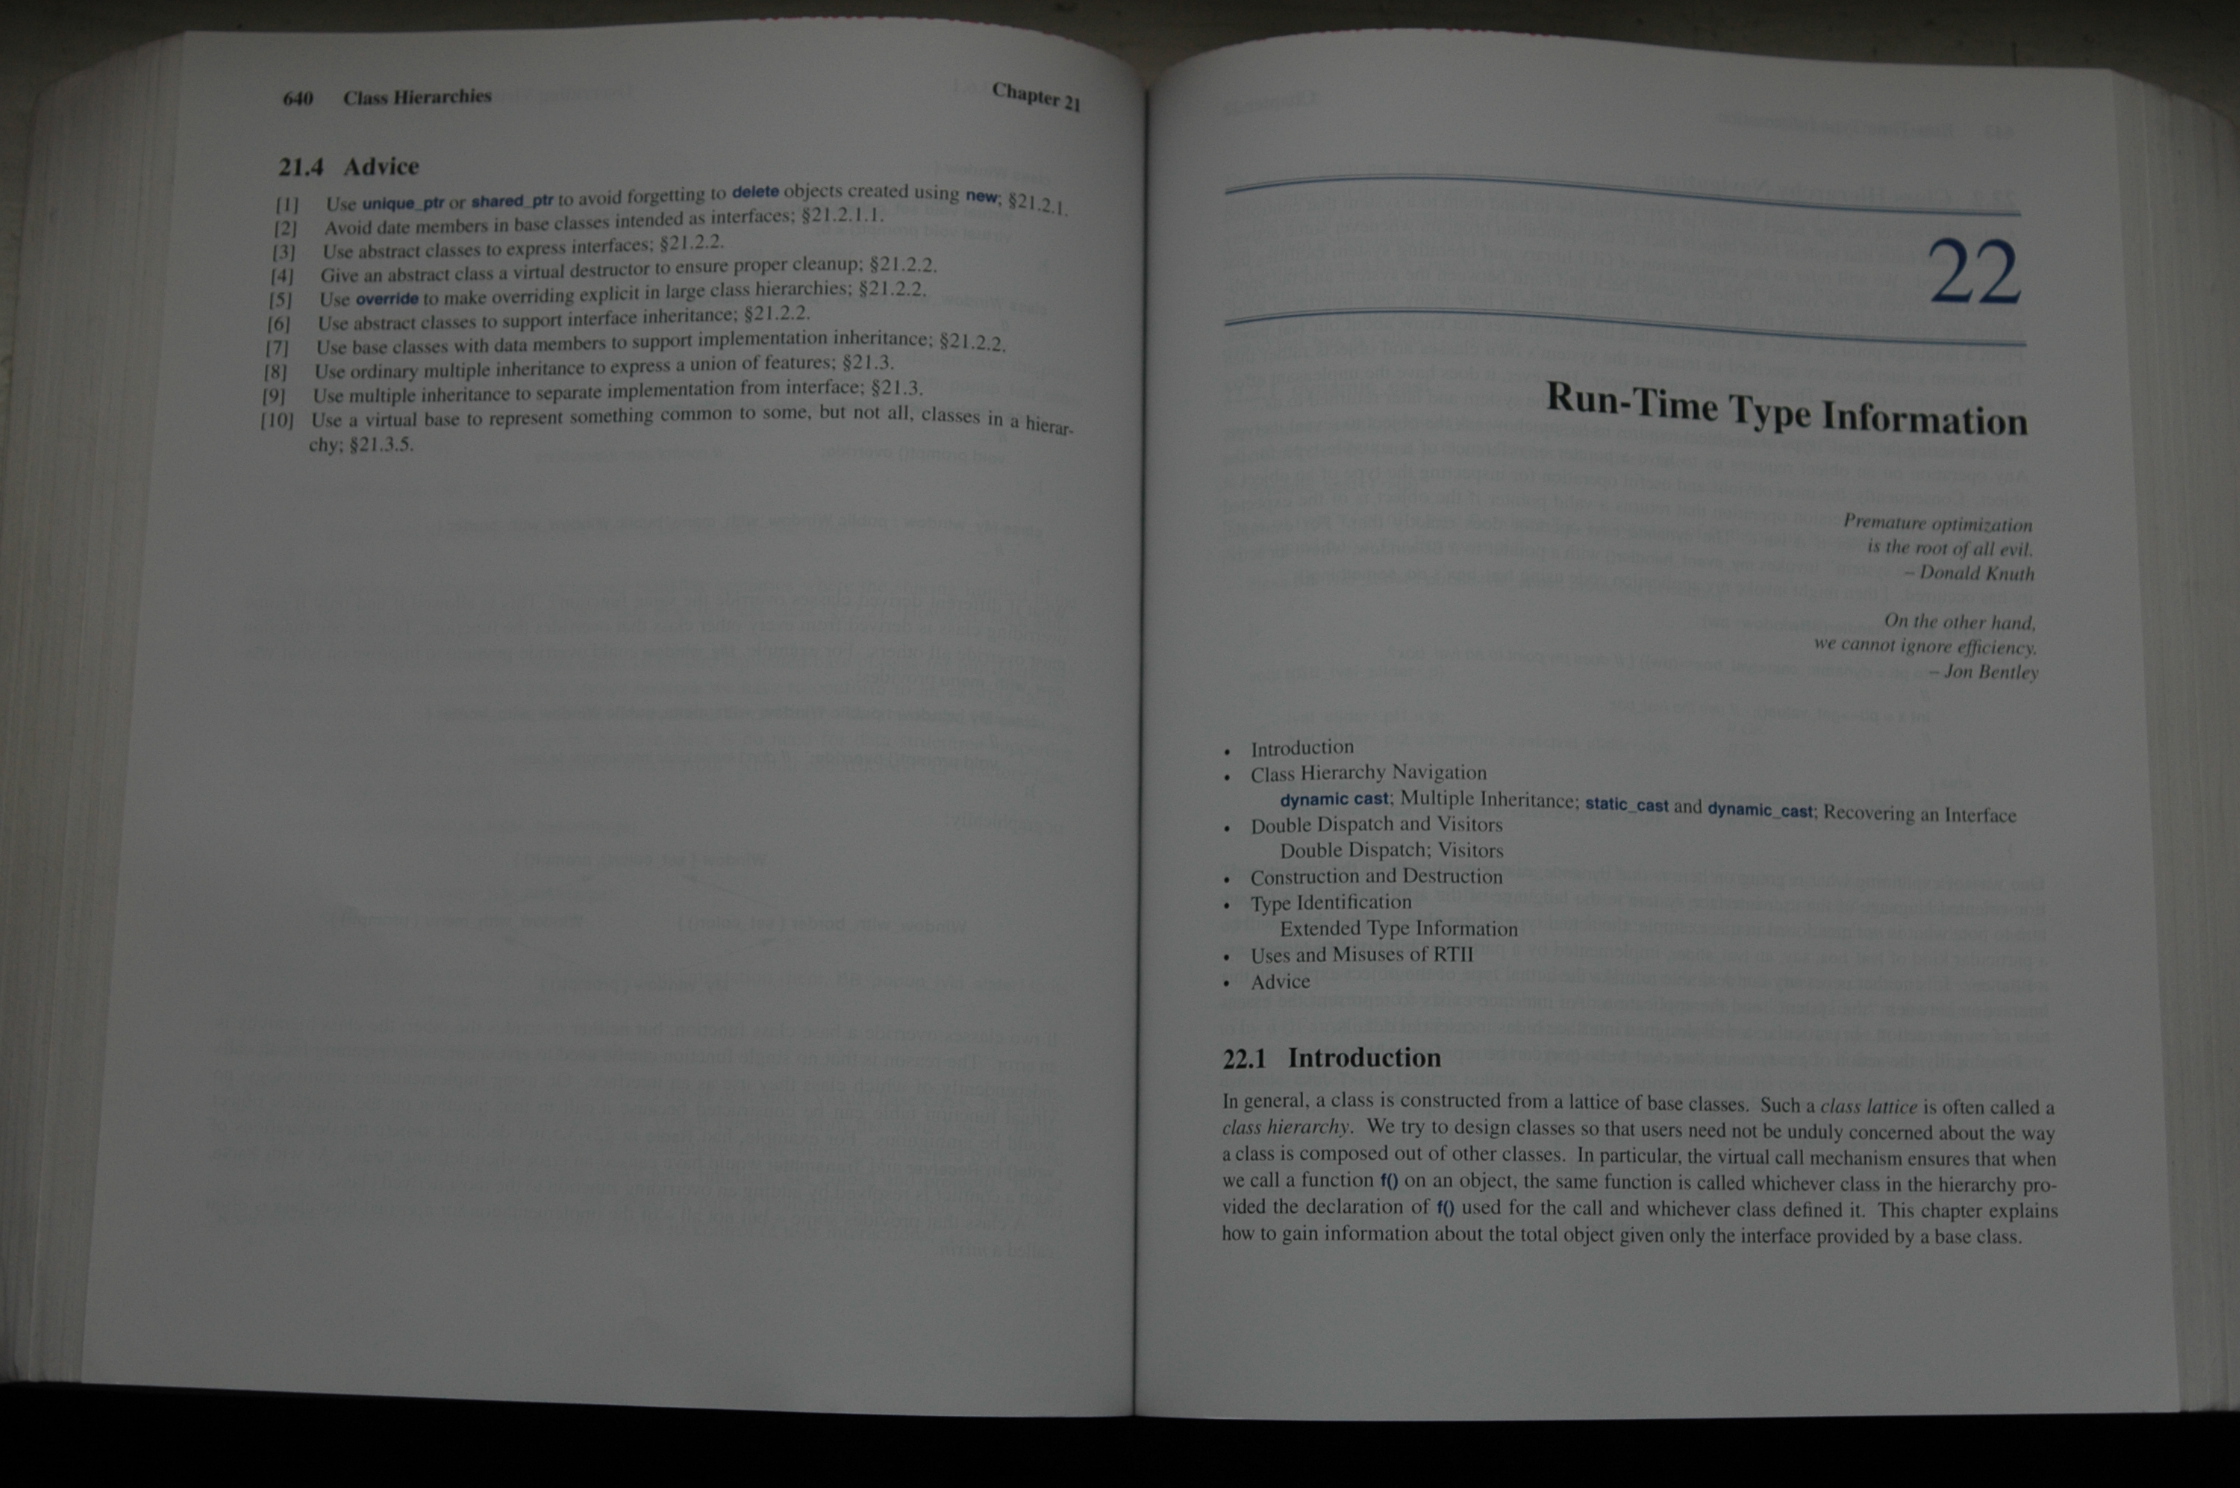 640 Class Hierarchies Chapter 21
21.4 Advice
[1] Use unique_ptr or shared_ptr to avoid forgetting to delete objects created using new; §21.2.1.
[2] Avoid date members in base classes intended as interfaces; §21.2.1.1.
[3] Use abstract classes to express interfaces; §21.2.2.
[4] Give an abstract class a virtual destructor to ensure proper cleanup; §21.2.2.
[5] Use override to make overriding explicit in large class hierarchies; §21.2.2.
[6] Use abstract classes to support interface inheritance; §21.2.2.
[7] Use base classes with data members to support implementation inheritance; §21.2.2.
[8] Use ordinary multiple inheritance to express a union of features; §21.3.
[9] Use multiple inheritance to separate implementation from interface; §21.3.
[10] Use a virtual base to represent something common to some, but not all, classes in a hierar-
chy; §21.3.5.
22
Run-Time Type Information
Premature optimization
is the root of all evil.
– Donald Knuth
On the other hand,
we cannot ignore efficiency.
– Jon Bentley
• Introduction
• Class Hierarchy Navigation
dynamic cast; Multiple Inheritance; static_cast and dynamic_cast; Recovering an Interface
• Double Dispatch and Visitors
Double Dispatch; Visitors
• Construction and Destruction
• Type Identification
Extended Type Information
• Uses and Misuses of RTII
• Advice
22.1 Introduction
In general, a class is constructed from a lattice of base classes. Such a class lattice is often called a
class hierarchy. We try to design classes so that users need not be unduly concerned about the way
a class is composed out of other classes. In particular, the virtual call mechanism ensures that when
we call a function f() on an object, the same function is called whichever class in the hierarchy pro-
vided the declaration of f() used for the call and whichever class defined it. This chapter explains
how to gain information about the total object given only the interface provided by a base class.